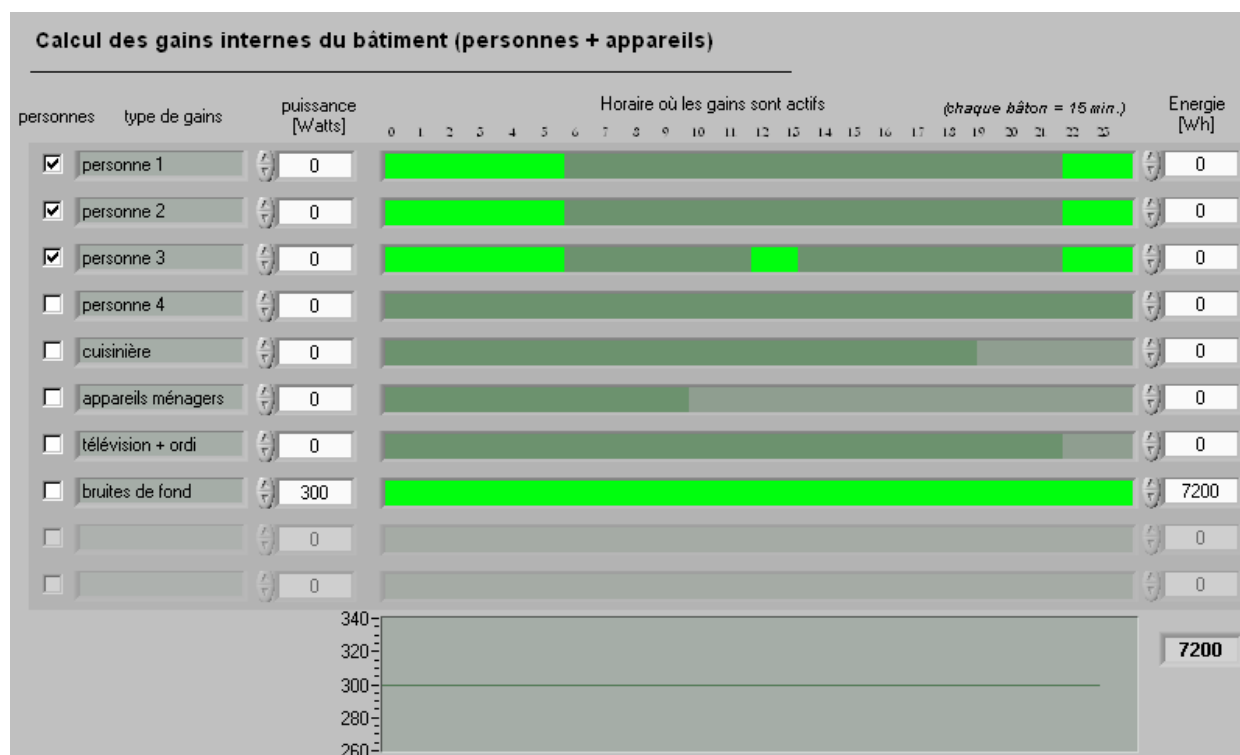 Calcul des gains internes du bâtiment (personnes + appareils)
personnes type de gains puissance [Watts] Horaire où les gains sont actifs (chaque bâton = 15 min.) Energie [Wh]
0 1 2 3 4 5 6 7 8 9 10 11 12 13 14 15 16 17 18 19 20 21 22 23
personne 1 0 0
personne 2 0 0
personne 3 0 0
personne 4 0 0
cuisinière 0 0
appareils ménagers 0 0
télévision + ordi 0 0
bruites de fond 300 7200
0 0
0 0
340
320 7200
300
280
260